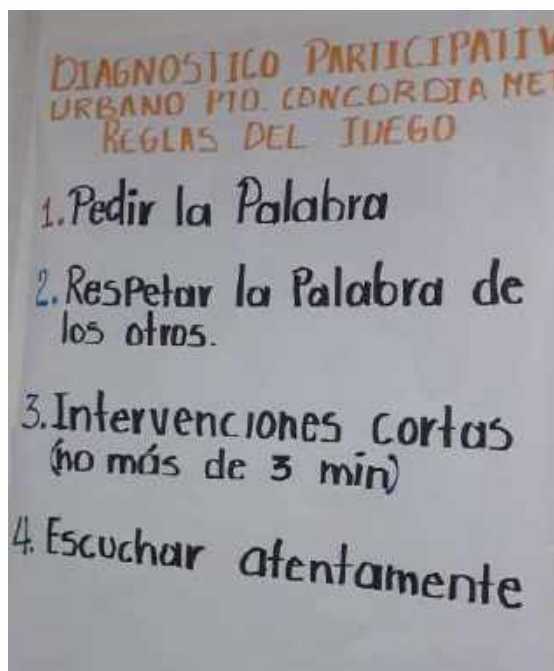 DIAGNOSTICO PARTICIPATIV
URBANO PTO. CONCORDIA MET
REGLAS DEL JUEGO
1. Pedir la Palabra
2. Respetar la Palabra de
los otros.
3. Intervenciones cortas
(no más de 3 min)
4. Escuchar atentamente